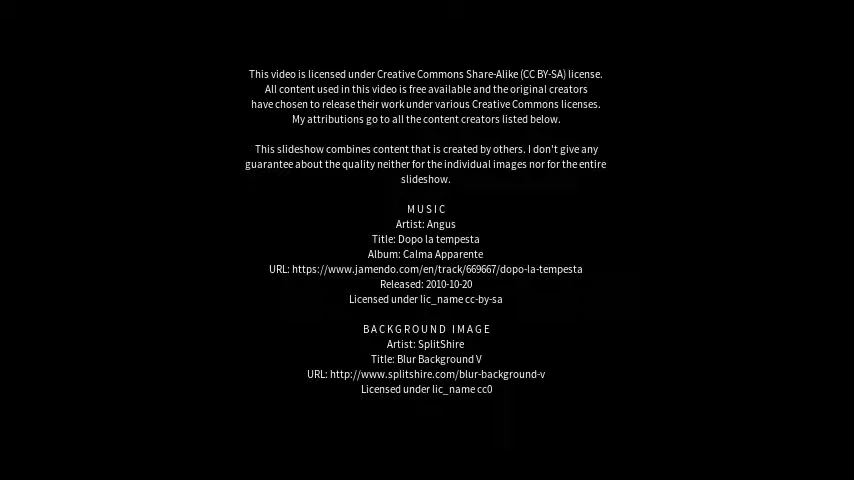 This video is licensed under Creative Commons Share-Alike (CC BY-SA) license.
All content used in this video is free available and the original creators
have chosen to release their work under various Creative Commons licenses.
My attributions go to all the content creators listed below.
This slideshow combines content that is created by others. I don't give any
guarantee about the quality neither for the individual images nor for the entire
slideshow.
MUSIC
Artist: Angus
Title: Dopo la tempesta
Album: Calma Apparente
URL: https://www.jamendo.com/en/track/669667/dopo-la-tempesta
Released: 2010-10-20
Licensed under lic_name cc-by-sa
BACKGROUND IMAGE
Artist: SplitShire
Title: Blur Background V
URL: http://www.splitshire.com/blur-background-v
Licensed under lic_name cc0